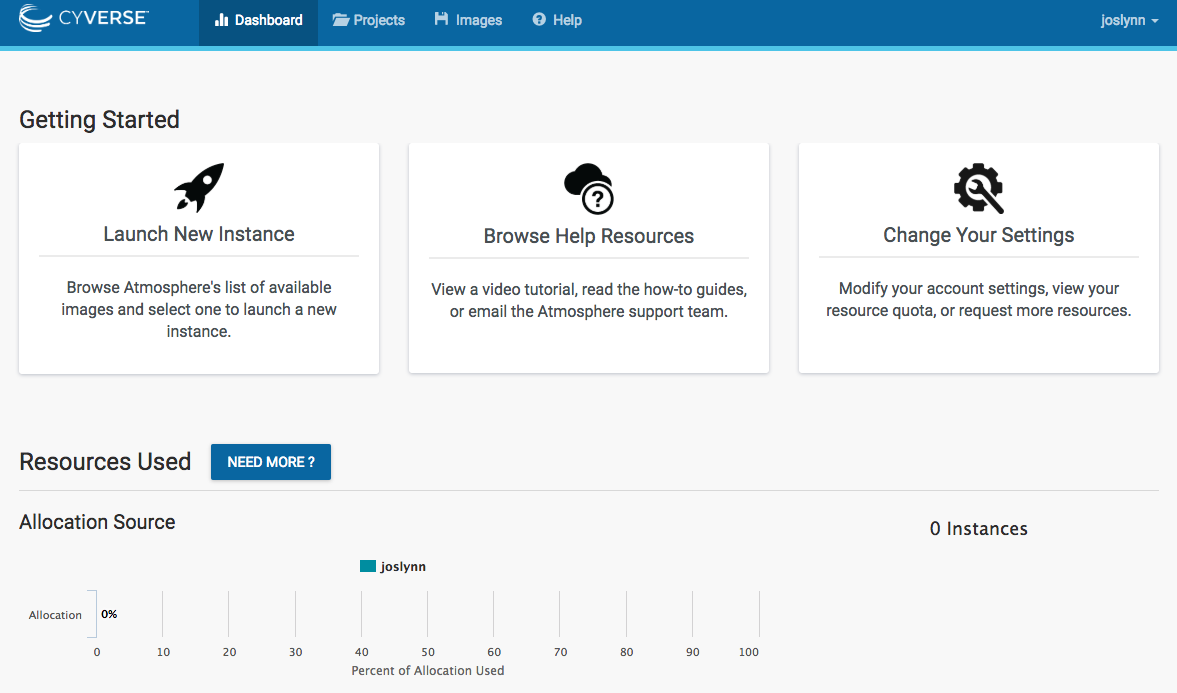 CYVERSE™ Dashboard Projects Images Help joslynn
Getting Started
Launch New Instance
Browse Atmosphere's list of available
images and select one to launch a new
instance.
?
Browse Help Resources
View a video tutorial, read the how-to guides,
or email the Atmosphere support team.
Change Your Settings
Modify your account settings, view your
resource quota, or request more resources.
Resources Used NEED MORE ?
Allocation Source
0 Instances
joslynn
Allocation 0%
0 10 20 30 40 50 60 70 80 90 100
Percent of Allocation Used